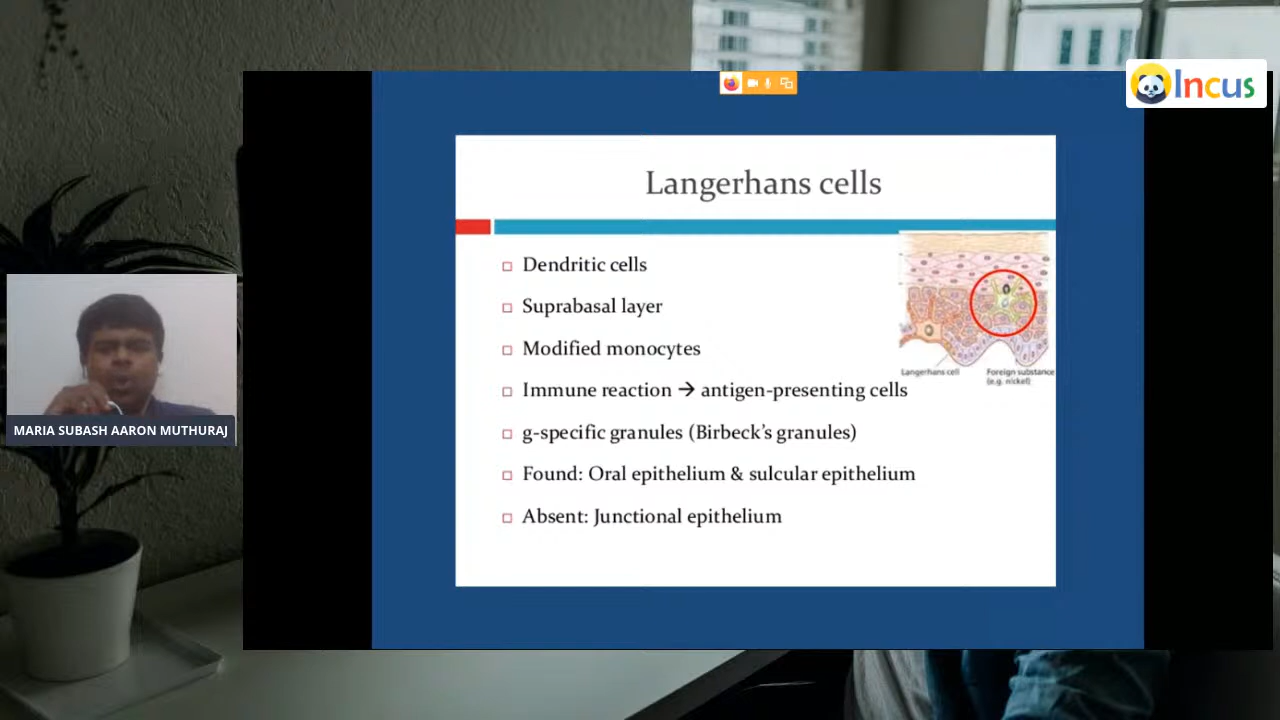 Incus
Langerhans cells
Dendritic cells
Suprabasal layer
Modified monocytes
Immune reaction → antigen-presenting cells
g-specific granules (Birbeck’s granules)
Found: Oral epithelium & sulcular epithelium
Absent: Junctional epithelium
Langerhans cell
Foreign substance
(e.g. nickel)
MARIA SUBASH AARON MUTHURAJ